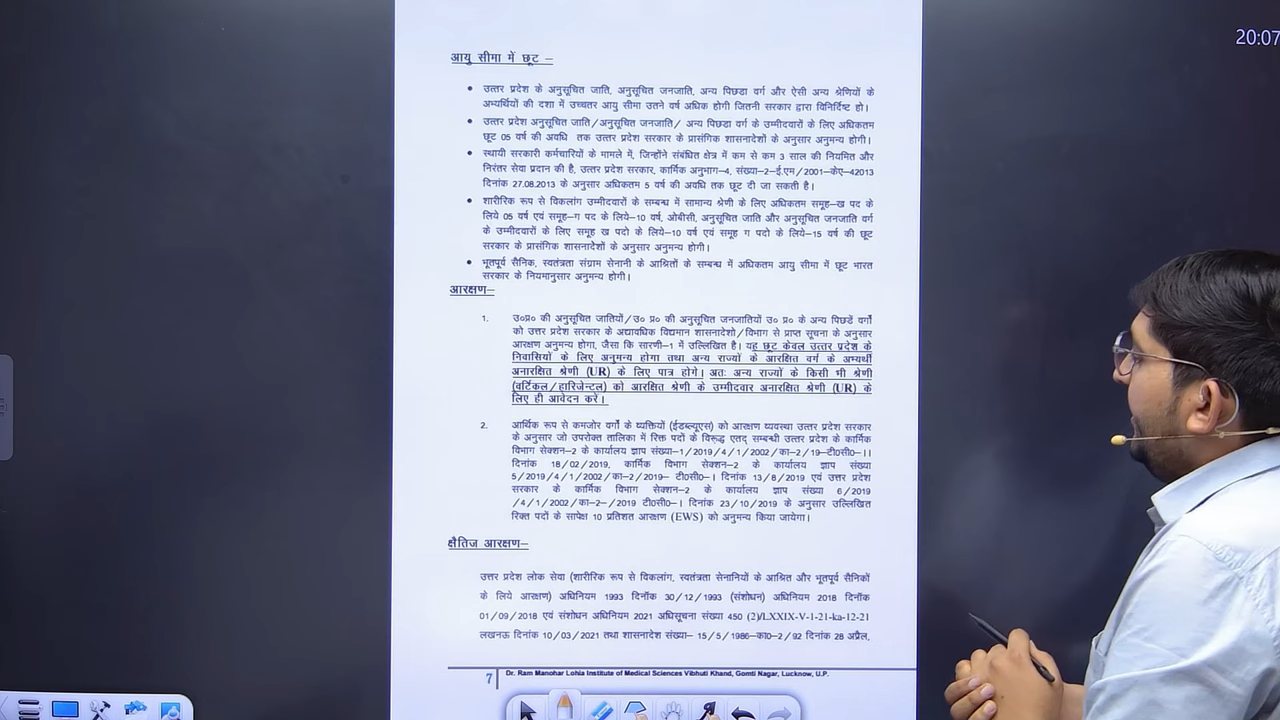 20:07
आयु सीमा में छूट –
• उत्तर प्रदेश के अनुसूचित जाति, अनुसूचित जनजाति, अन्य पिछडा वर्ग और ऐसी अन्य श्रेणियों के
अभ्यर्थियों की दशा में उच्चतर आयु सीमा उतने वर्ष अधिक होगी जितनी सरकार द्वारा विनिर्दिष्ट हो।
• उत्तर प्रदेश अनुसूचित जाति/अनुसूचित जनजाति/ अन्य पिछडा वर्ग के उम्मीदवारों के लिए अधिकतम
छूट 05 वर्ष की अवधि तक उत्तर प्रदेश सरकार के प्रासंगिक शासनादेशों के अनुसार अनुमन्य होगी।
• स्थायी सरकारी कर्मचारियों के मामले में, जिन्होंने संबंधित क्षेत्र में कम से कम 3 साल की नियमित और
निरंतर सेवा प्रदान की है, उत्तर प्रदेश सरकार, कार्मिक अनुभाग–4, संख्या–2–ई.एम/2001–केए–42013
दिनांक 27.08.2013 के अनुसार अधिकतम 5 वर्ष की अवधि तक छूट दी जा सकती है।
• शारीरिक रूप से विकलांग उम्मीदवारों के सम्बन्ध में सामान्य श्रेणी के लिए अधिकतम समूह–ख पद के
लिये 05 वर्ष एवं समूह–ग पद के लिये–10 वर्ष, ओबीसी, अनुसूचित जाति और अनुसूचित जनजाति वर्ग
के उम्मीदवारों के लिए समूह ख पदो के लिये–10 वर्ष एवं समूह ग पदो के लिये–15 वर्ष की छूट
सरकार के प्रासंगिक शासनादेशों के अनुसार अनुमन्य होगी।
• भूतपूर्व सैनिक, स्वतंत्रता संग्राम सेनानी के आश्रितों के सम्बन्ध में अधिकतम आयु सीमा में छूट भारत
सरकार के नियमानुसार अनुमन्य होगी।
आरक्षण–
1. उ०प्र० की अनुसूचित जातियों/उ० प्र० की अनुसूचित जनजातियों उ० प्र० के अन्य पिछडें वर्गों
को उत्तर प्रदेश सरकार के अद्यावधिक विद्यमान शासनादेशो/विभाग से प्राप्त सूचना के अनुसार
आरक्षण अनुमन्य होगा, जैसा कि सारणी–1 में उल्लिखित है। यह छूट केवल उत्तर प्रदेश के
निवासियों के लिए अनुमन्य होगा तथा अन्य राज्यों के आरक्षित वर्ग के अभ्यर्थी
अनारक्षित श्रेणी (UR) के लिए पात्र होगे। अतः अन्य राज्यों के किसी भी श्रेणी
(वर्टिकल/हारिजेन्टल) को आरक्षित श्रेणी के उम्मीदवार अनारक्षित श्रेणी (UR) के
लिए ही आवेदन करें।
2. आर्थिक रूप से कमजोर वर्गों के व्यक्तियों (ईडब्ल्यूएस) को आरक्षण व्यवस्था उत्तर प्रदेश सरकार
के अनुसार जो उपरोक्त तालिका में रिक्त पदों के विरूद्ध एतद् सम्बन्धी उत्तर प्रदेश के कार्मिक
विभाग सेक्शन–2 के कार्यालय ज्ञाप संख्या–1/2019/4/1/2002/का–2/19–टी0सी0–।।
दिनांक 18/02/2019, कार्मिक विभाग सेक्शन–2 के कार्यालय ज्ञाप संख्या
5/2019/4/1/2002/का–2/2019– टी0सी0–। दिनांक 13/8/2019 एवं उत्तर प्रदेश
सरकार के कार्मिक विभाग सेक्शन–2 के कार्यालय ज्ञाप संख्या 6/2019
/4/1/2002/का–2–/2019 टी0सी0–। दिनांक 23/10/2019 के अनुसार उल्लिखित
रिक्त पदों के सापेक्ष 10 प्रतिशत आरक्षण (EWS) को अनुमन्य किया जायेगा।
क्षैतिज आरक्षण–
उत्तर प्रदेश लोक सेवा (शारीरिक रूप से विकलांग, स्वतंत्रता सेनानियों के आश्रित और भूतपूर्व सैनिकों
के लिये आरक्षण) अधिनियम 1993 दिनॉंक 30/12/1993 (संशोधन) अधिनियम 2018 दिनॉंक
01/09/2018 एवं संशोधन अधिनियम 2021 अधिसूचना संख्या 450 (2)/LXXIX-V-1-21-ka-12-21
लखनऊ दिनांक 10/03/2021 तथा शासनादेश संख्या– 15/5/1986–का0–2/92 दिनांक 28 अप्रैल,
7 Dr. Ram Manohar Lohia Institute of Medical Sciences Vibhuti Khand, Gomti Nagar, Lucknow, U.P.